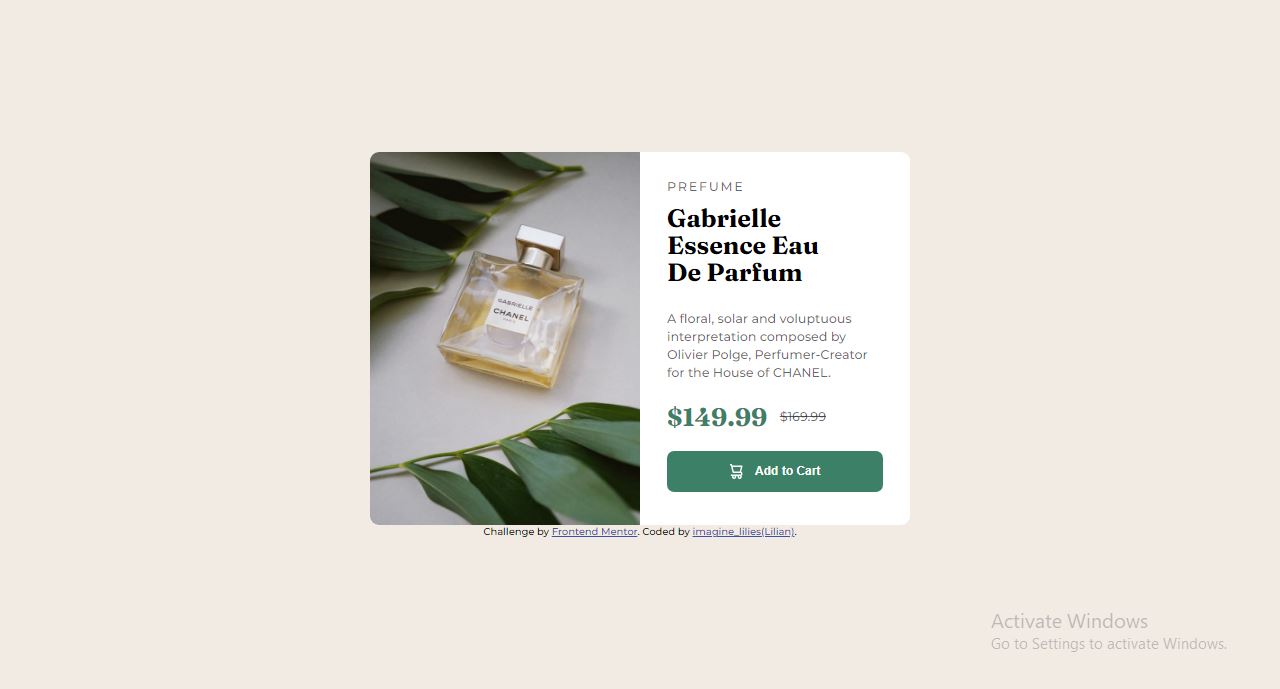 GABRIELLE
CHANEL
PARIS
PREFUME
Gabrielle
Essence Eau
De Parfum
A floral, solar and voluptuous
interpretation composed by
Olivier Polge, Perfumer-Creator
for the House of CHANEL.
$149.99 $169.99
Add to Cart
Challenge by Frontend Mentor. Coded by imagine_lilies(Lilian).
Activate Windows
Go to Settings to activate Windows.